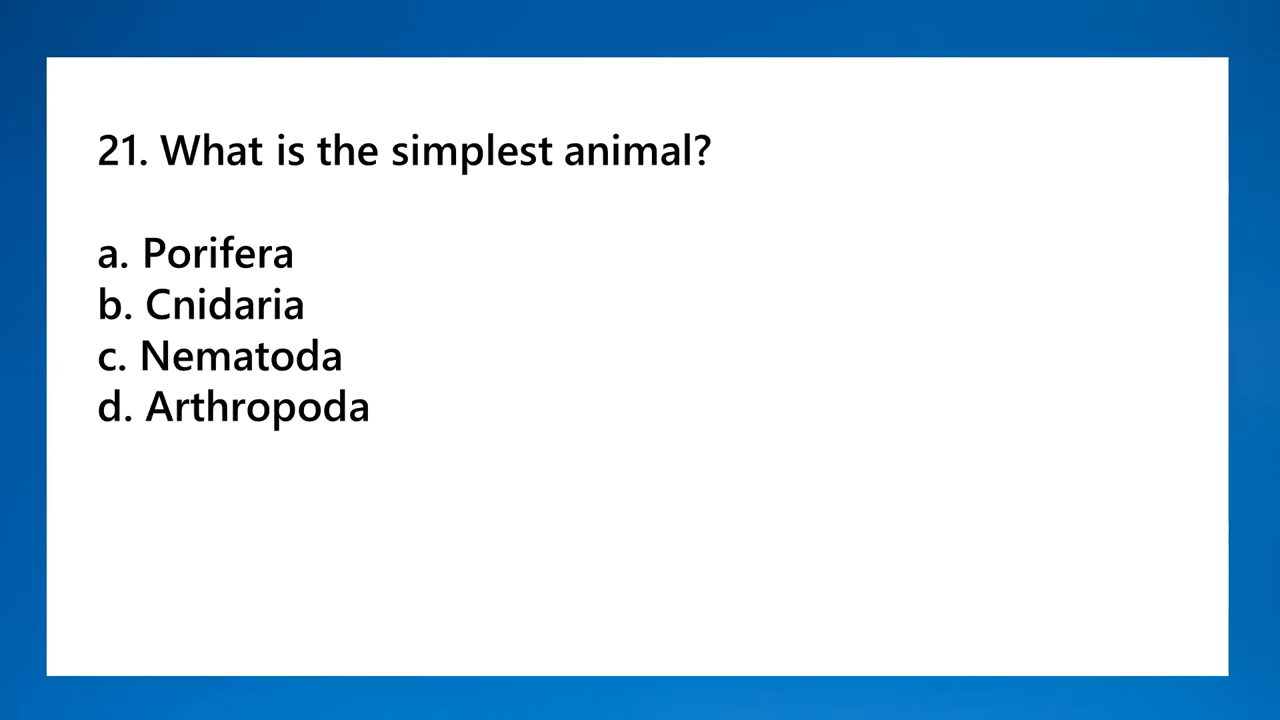 21. What is the simplest animal?
a. Porifera
b. Cnidaria
c. Nematoda
d. Arthropoda